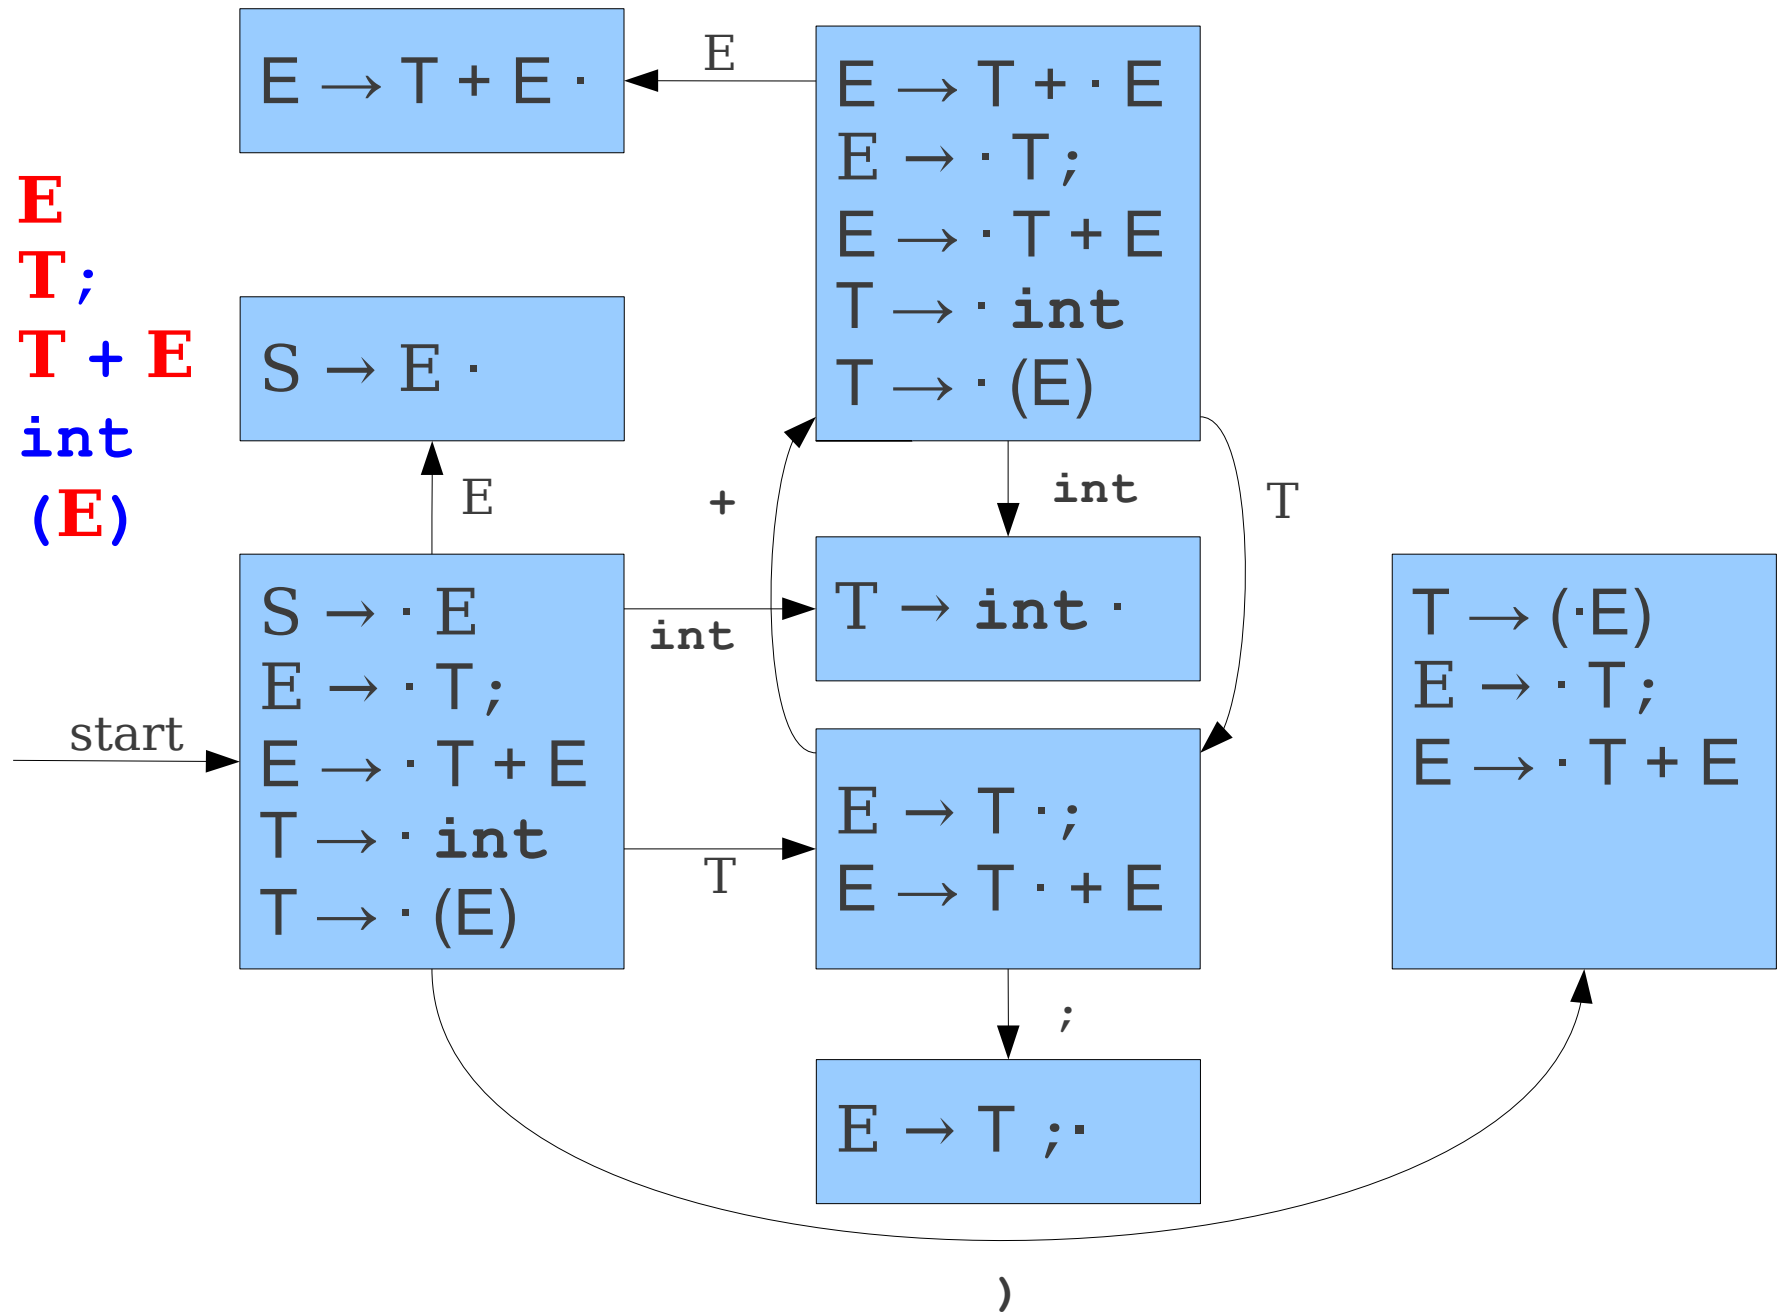 E
T ;
T + E
int
(E)
E → T + E ·
E
E → T + · E
E → · T ;
E → · T + E
T → · int
T → · (E)
S → E ·
E
+
int
T
start
S → · E
E → · T ;
E → · T + E
T → · int
T → · (E)
int
T → int ·
T
E → T · ;
E → T · + E
T → (·E)
E → · T ;
E → · T + E
;
E → T ; ·
)